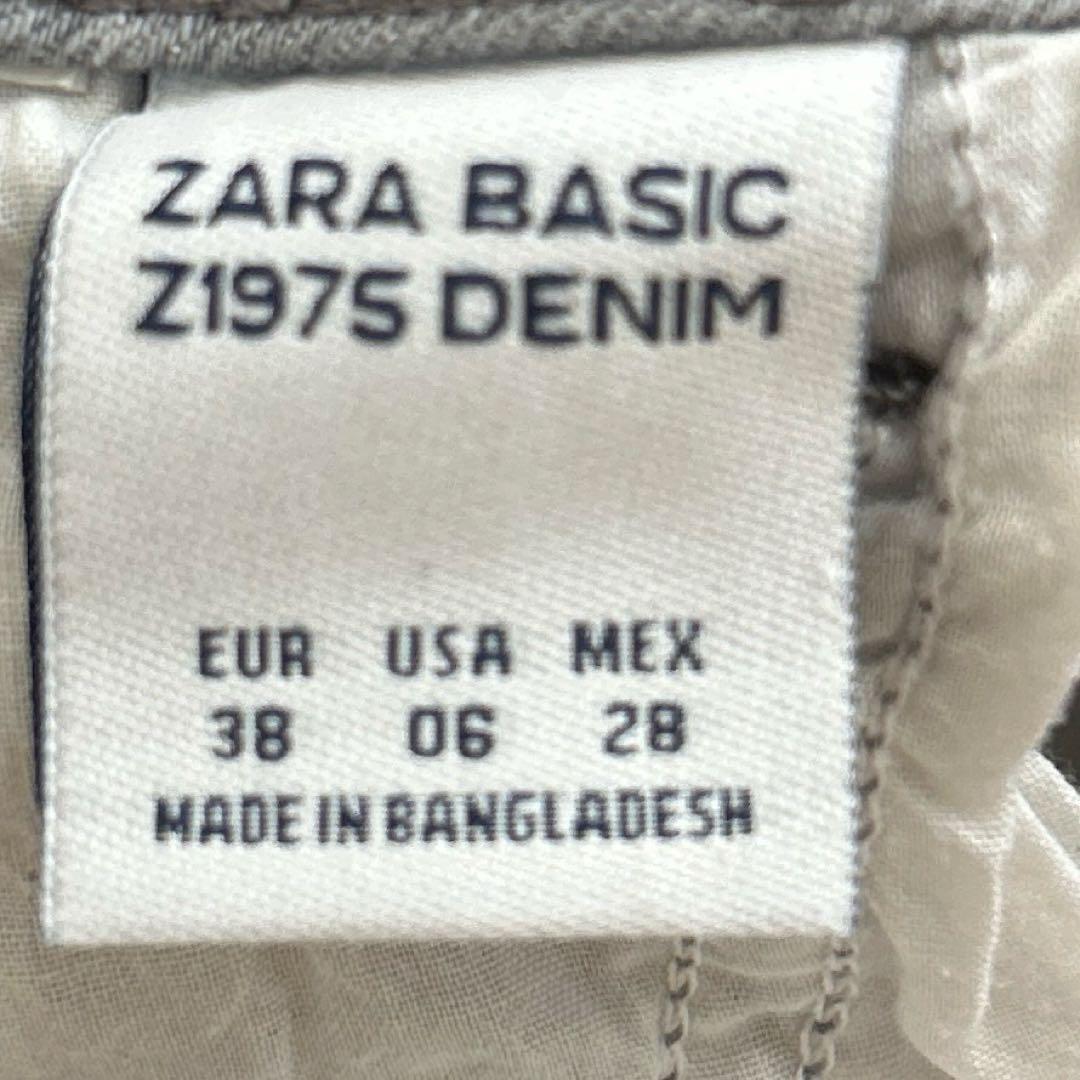 ZARA BASIC
Z1975 DENIM
EUR USA MEX
38 06 28
MADE IN BANGLADESH